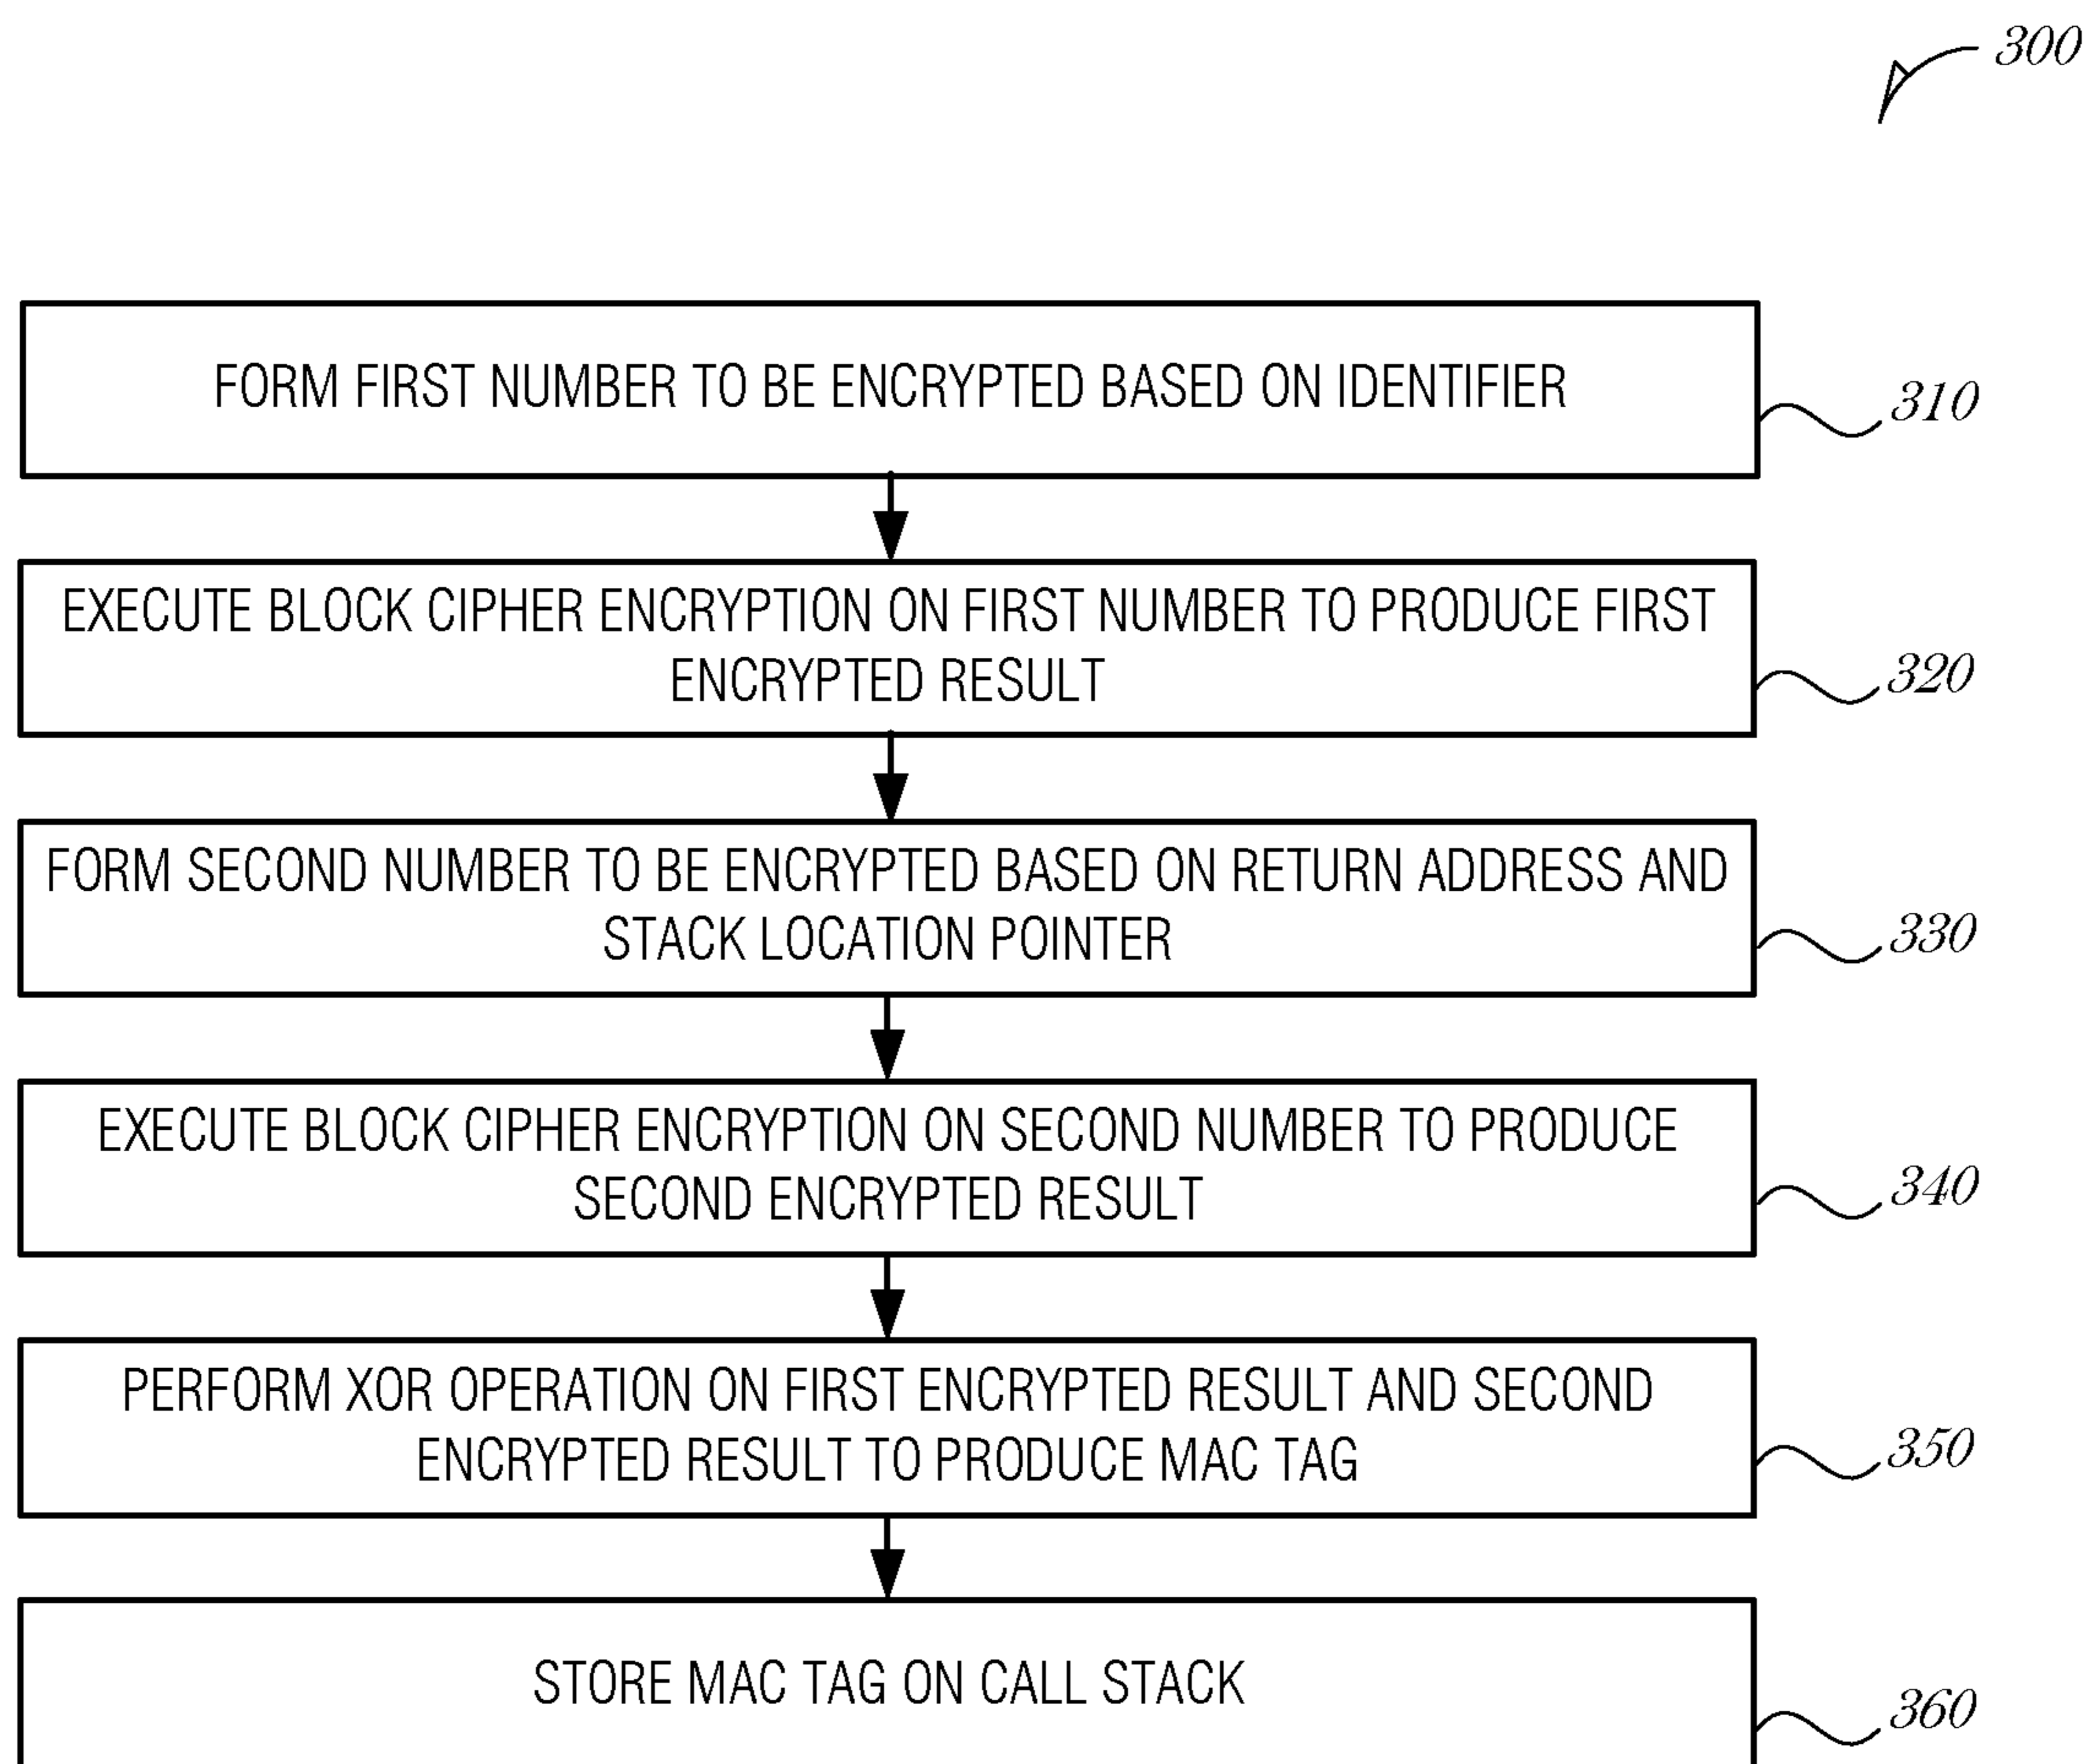 300
FORM FIRST NUMBER TO BE ENCRYPTED BASED ON IDENTIFIER
310
EXECUTE BLOCK CIPHER ENCRYPTION ON FIRST NUMBER TO PRODUCE FIRST
ENCRYPTED RESULT
320
FORM SECOND NUMBER TO BE ENCRYPTED BASED ON RETURN ADDRESS AND
STACK LOCATION POINTER
330
EXECUTE BLOCK CIPHER ENCRYPTION ON SECOND NUMBER TO PRODUCE
SECOND ENCRYPTED RESULT
340
PERFORM XOR OPERATION ON FIRST ENCRYPTED RESULT AND SECOND
ENCRYPTED RESULT TO PRODUCE MAC TAG
350
STORE MAC TAG ON CALL STACK
360